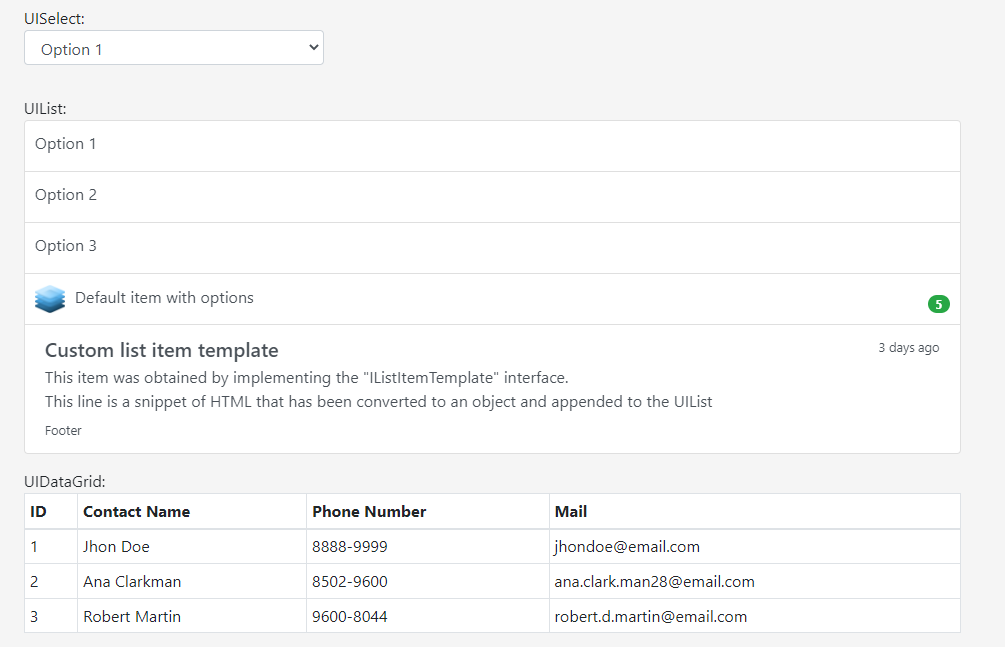 UISelect:
Option 1
UIList:
Option 1
Option 2
Option 3
Default item with options
5
Custom list item template
3 days ago
This item was obtained by implementing the "IListItemTemplate" interface.
This line is a snippet of HTML that has been converted to an object and appended to the UIList
Footer
UIDataGrid:
ID Contact Name Phone Number Mail
1 Jhon Doe 8888-9999 jhondoe@email.com
2 Ana Clarkman 8502-9600 ana.clark.man28@email.com
3 Robert Martin 9600-8044 robert.d.martin@email.com